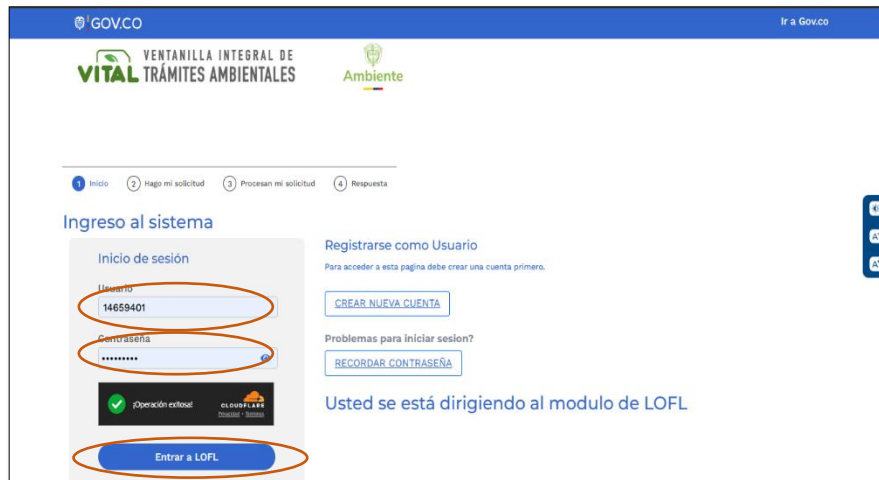 GOV.CO
Ir a Gov.co
VITAL VENTANILLA INTEGRAL DE
TRÁMITES AMBIENTALES
Ambiente
1 Inicio 2 Hago mi solicitud 3 Procesan mi solicitud 4 Respuesta
Ingreso al sistema
Inicio de sesión
Usuario
14659401
Contraseña
•••••••••
¡Operación exitosa!
CLOUDFLARE
Privacidad • Términos
Entrar a LOFL
Registrarse como Usuario
Para acceder a esta pagina debe crear una cuenta primero.
CREAR NUEVA CUENTA
Problemas para iniciar sesion?
RECORDAR CONTRASEÑA
Usted se está dirigiendo al modulo de LOFL